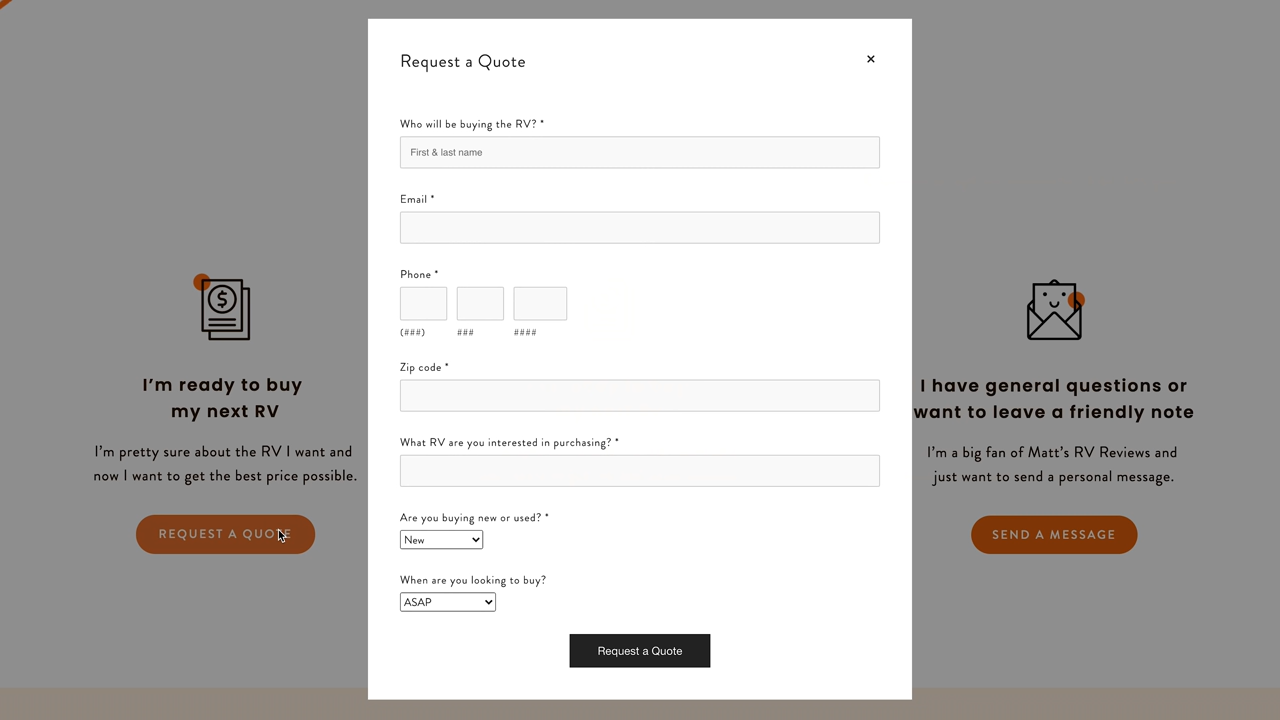 Request a Quote
×
Who will be buying the RV? *
First & last name
Email *
Phone *
(###) ### ####
Zip code *
What RV are you interested in purchasing? *
Are you buying new or used? *
New
When are you looking to buy?
ASAP
Request a Quote
$
I'm ready to buy
my next RV
I'm pretty sure about the RV I want and
now I want to get the best price possible.
REQUEST A QUOTE
I have general questions or
want to leave a friendly note
I'm a big fan of Matt's RV Reviews and
just want to send a personal message.
SEND A MESSAGE